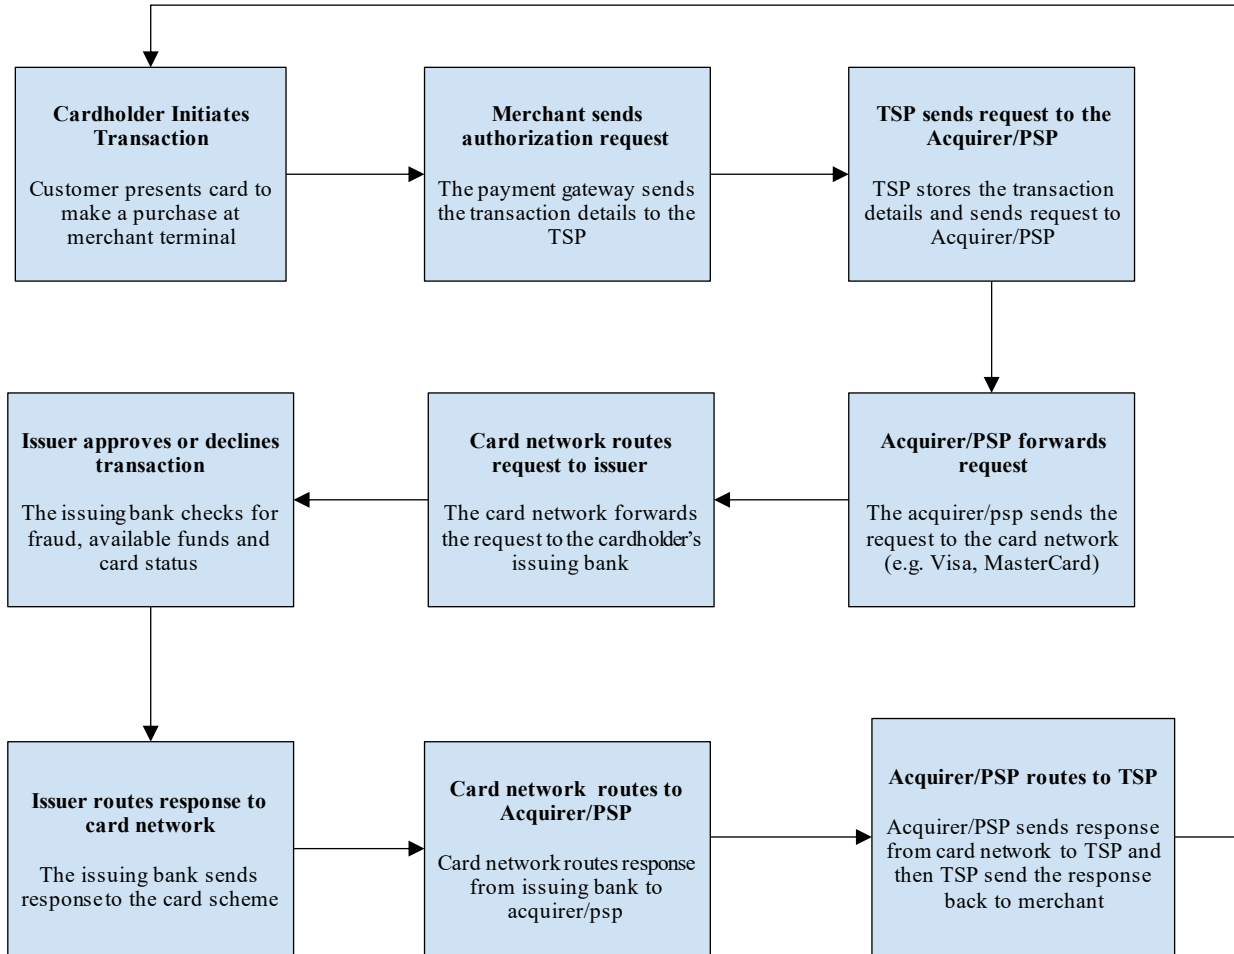 Cardholder Initiates
Transaction
Customer presents card to
make a purchase at
merchant terminal
Merchant sends
authorization request
The payment gateway sends
the transaction details to the
TSP
TSP sends request to the
Acquirer/PSP
TSP stores the transaction
details and sends request to
Acquirer/PSP
Acquirer/PSP forwards
request
The acquirer/psp sends the
request to the card network
(e.g. Visa, MasterCard)
Card network routes
request to issuer
The card network forwards
the request to the cardholder's
issuing bank
Issuer approves or declines
transaction
The issuing bank checks for
fraud, available funds and
card status
Issuer routes response to
card network
The issuing bank sends
response to the card scheme
Card network routes to
Acquirer/PSP
Card network routes response
from issuing bank to
acquirer/psp
Acquirer/PSP routes to TSP
Acquirer/PSP sends response
from card network to TSP and
then TSP send the response
back to merchant